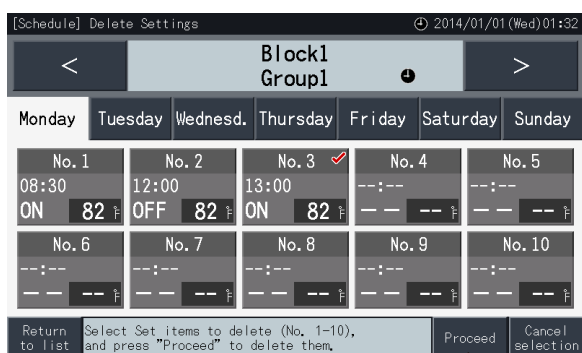 [Schedule] Delete Settings 2014/01/01(Wed)01:32
< Block1 >
Group1
Monday Tuesday Wednesd. Thursday Friday Saturday Sunday
No.1 No.2 No.3 No.4 No.5
08:30 12:00 13:00 --:-- --:--
ON 82 °F OFF 82 °F ON 82 °F -- -- °F -- -- °F
No.6 No.7 No.8 No.9 No.10
--:-- --:-- --:-- --:-- --:--
-- -- °F -- -- °F -- -- °F -- -- °F -- -- °F
Return Select Set items to delete (No. 1-10), Proceed Cancel
to list and press "Proceed" to delete them. selection